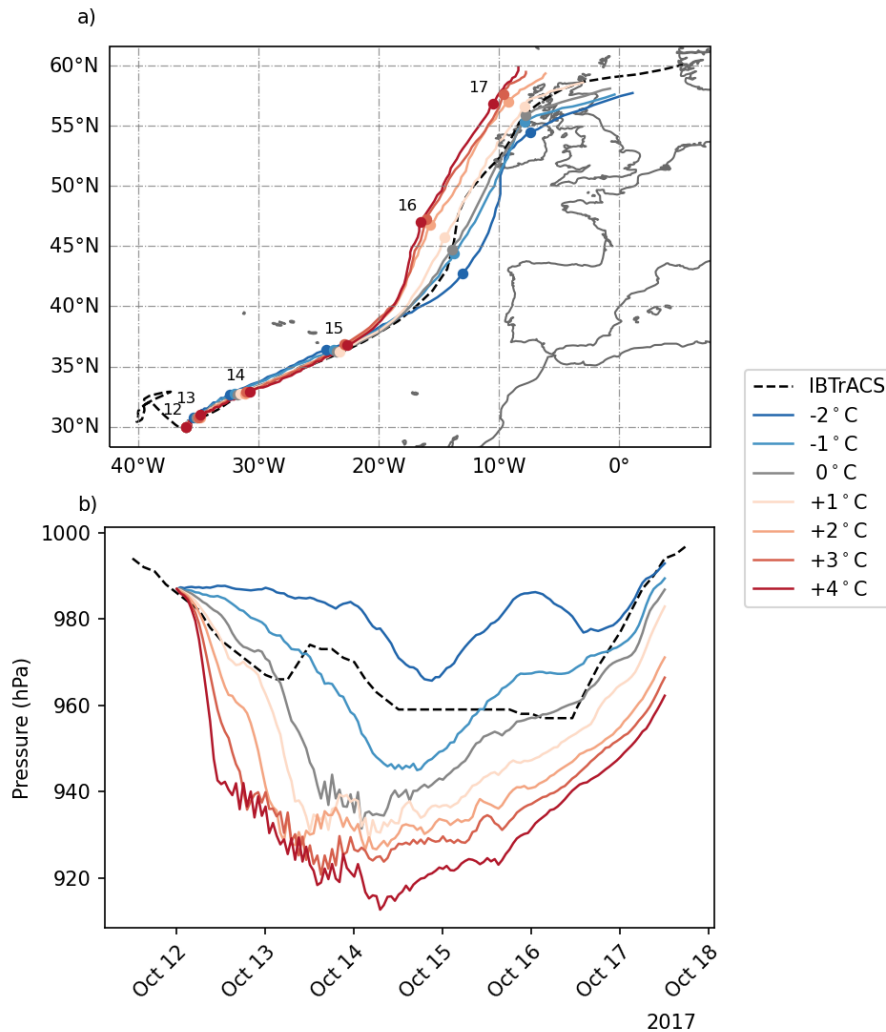 a)
60°N
55°N
50°N
45°N
40°N
35°N
30°N
17
16
15
14
13
12
40°W 30°W 20°W 10°W 0°
IBTrACS
-2°C
-1°C
0°C
+1°C
+2°C
+3°C
+4°C
b)
1000
980
960
940
920
Pressure (hPa)
Oct 12 Oct 13 Oct 14 Oct 15 Oct 16 Oct 17 Oct 18
2017